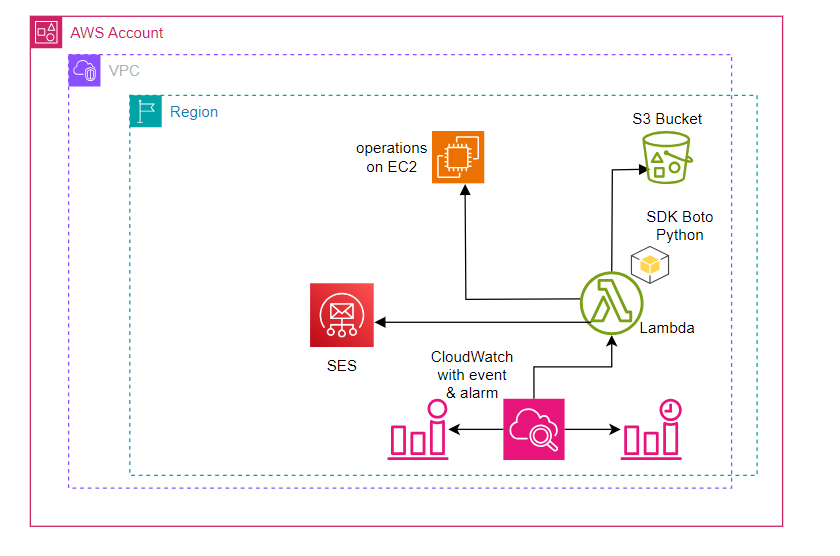 AWS Account
VPC
Region
S3 Bucket
operations
on EC2
SDK Boto
Python
Lambda
SES
CloudWatch
with event
& alarm